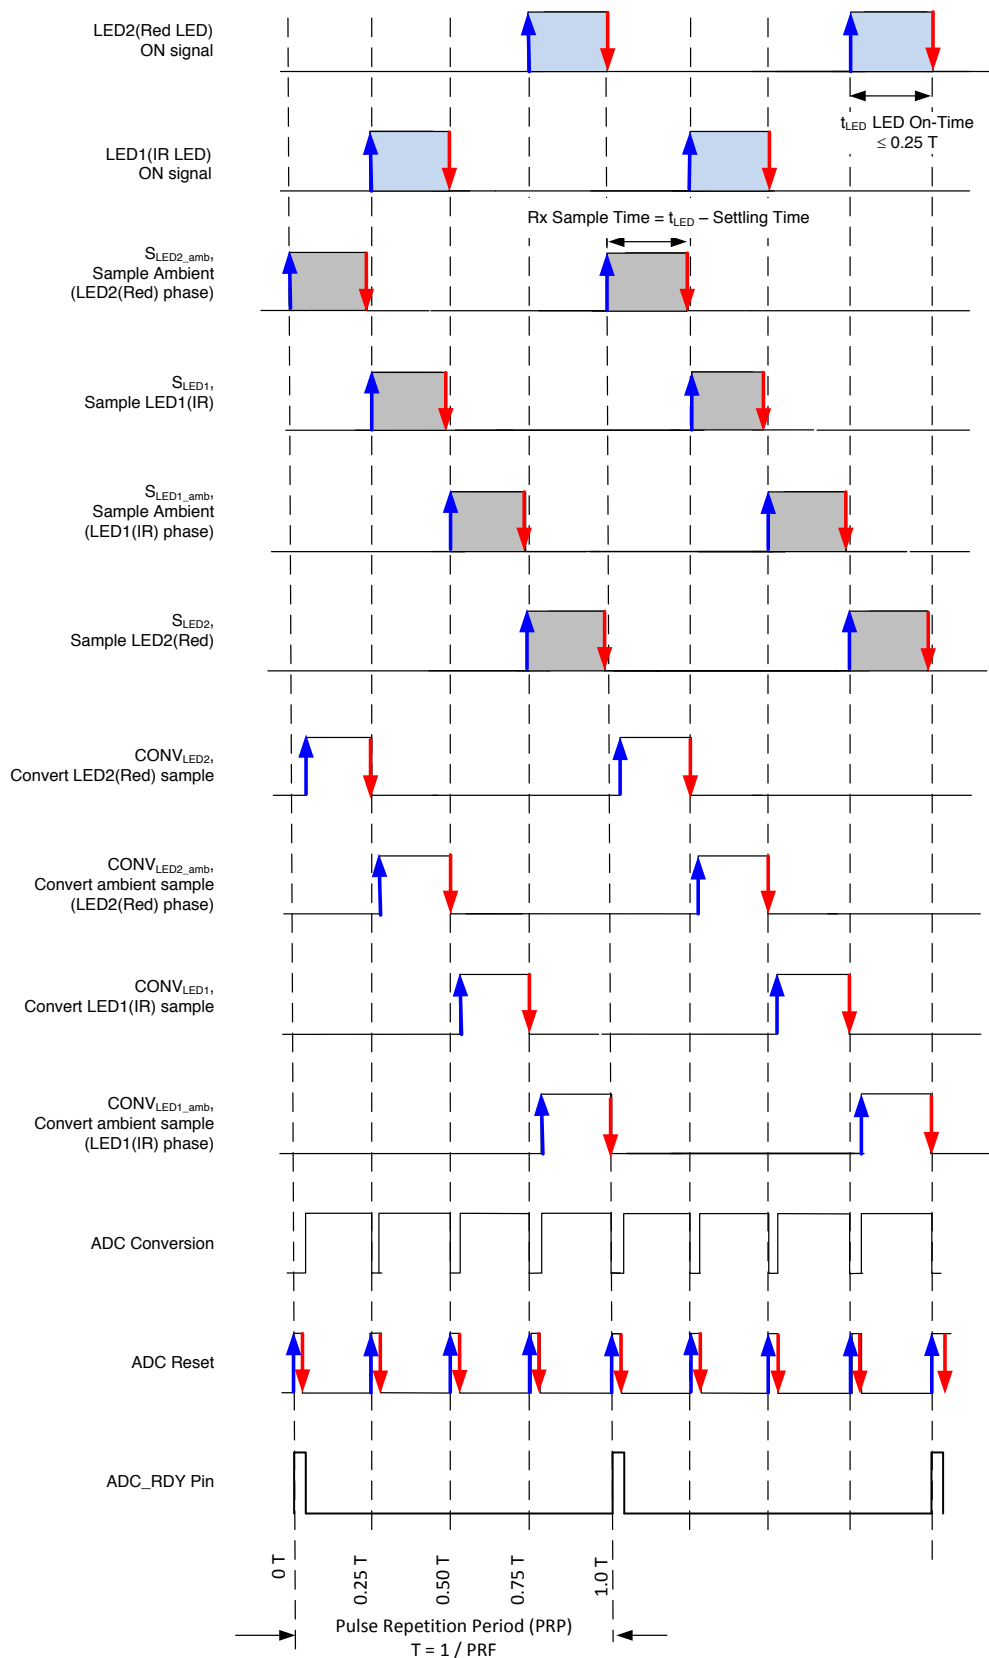 LED2(Red LED)
ON signal
tLED LED On-Time
≤ 0.25 T
LED1(IR LED)
ON signal
Rx Sample Time = tLED – Settling Time
SLED2_amb,
Sample Ambient
(LED2(Red) phase)
SLED1,
Sample LED1(IR)
SLED1_amb,
Sample Ambient
(LED1(IR) phase)
SLED2,
Sample LED2(Red)
CONVLED2,
Convert LED2(Red) sample
CONVLED2_amb,
Convert ambient sample
(LED2(Red) phase)
CONVLED1,
Convert LED1(IR) sample
CONVLED1_amb,
Convert ambient sample
(LED1(IR) phase)
ADC Conversion
ADC Reset
ADC_RDY Pin
0 T
0.25 T
0.50 T
0.75 T
1.0 T
Pulse Repetition Period (PRP)
T = 1 / PRF